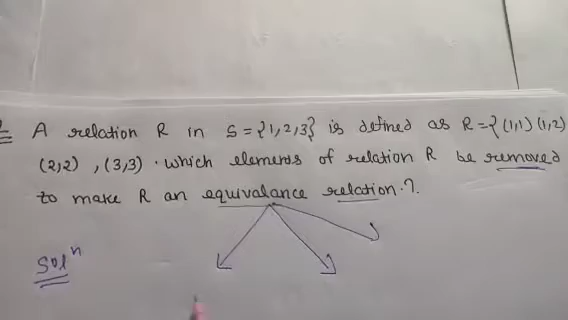 A relation R in S = {1,2,3} is defined as R = { (1,1) (1,2)
(2,2) , (3,3) . which elements of relation R be removed
to make R an equivalance relation.?
Solⁿ